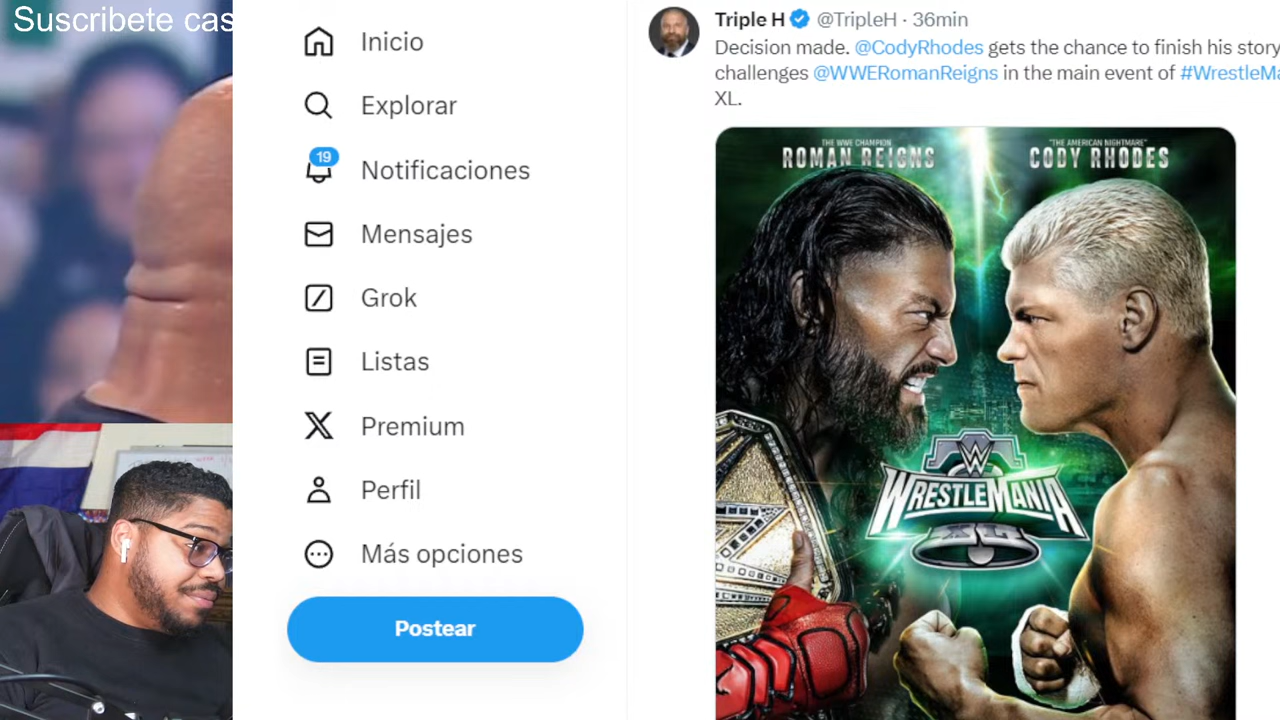 Suscribete cas
Inicio
Explorar
19
Notificaciones
Mensajes
Grok
Listas
Premium
Perfil
Más opciones
Postear
Triple H @TripleH · 36min
Decision made. @CodyRhodes gets the chance to finish his story
challenges @WWERomanReigns in the main event of #WrestleMa
XL.
THE WWE CHAMPION
ROMAN REIGNS
"THE AMERICAN NIGHTMARE"
CODY RHODES
W
WRESTLEMANIA
XL